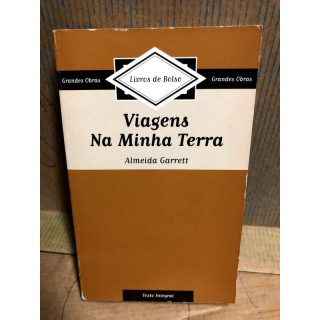 Grandes Obras Livros de Bolso Grandes Obras
Viagens
Na Minha Terra
Almeida Garrett
Texto Integral